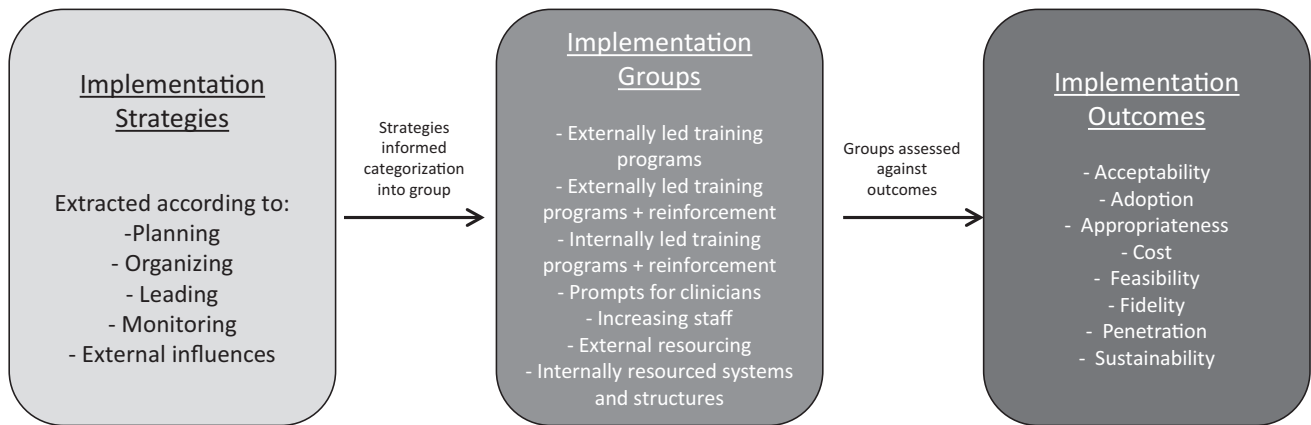 Implementation
Strategies
Extracted according to:
-Planning
- Organizing
- Leading
- Monitoring
- External influences
Strategies
informed
categorization
into group
Implementation
Groups
- Externally led training
programs
- Externally led training
programs + reinforcement
- Internally led training
programs + reinforcement
- Prompts for clinicians
- Increasing staff
- External resourcing
- Internally resourced systems
and structures
Groups assessed
against
outcomes
Implementation
Outcomes
- Acceptability
- Adoption
- Appropriateness
- Cost
- Feasibility
- Fidelity
- Penetration
- Sustainability